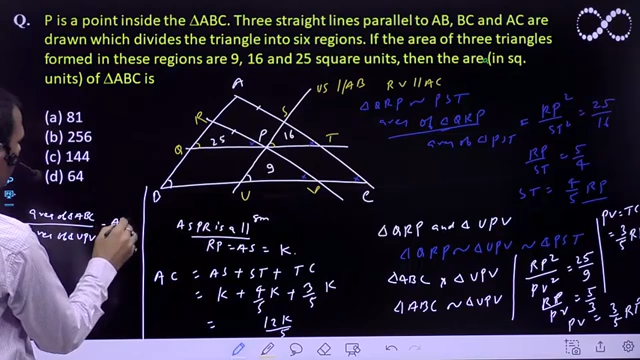 Q. P is a point inside the ΔABC. Three straight lines parallel to AB, BC and AC are
drawn which divides the triangle into six regions. If the area of three triangles
formed in these regions are 9, 16 and 25 square units, then the are (in sq.
units) of ΔABC is
(a) 81
(b) 256
(c) 144
(d) 64
A
R
S
25
P
16
Q
T
9
B
U
V
C
US // AB RV // AC
ΔQRP ~ PST
area of ΔQRP / area of ΔPST = RP² / ST² = 25 / 16
RP / ST = 5 / 4
ST = 4/5 RP
area of ΔABC / area of ΔUPV = A
ASPR is a ||gm
RP = AS = K.
AC = AS + ST + TC
= K + 4/5 K + 3/5 K
= 12K / 5
ΔQRP and ΔUPV
ΔQRP ~ ΔUPV ~ ΔPST
ΔABC & ΔUPV
ΔABC ~ ΔUPV
RP² / PV² = 25 / 9
RP / PV = 5 / 3
PV = 3/5 RP
PV = TC
= 3/5 RP